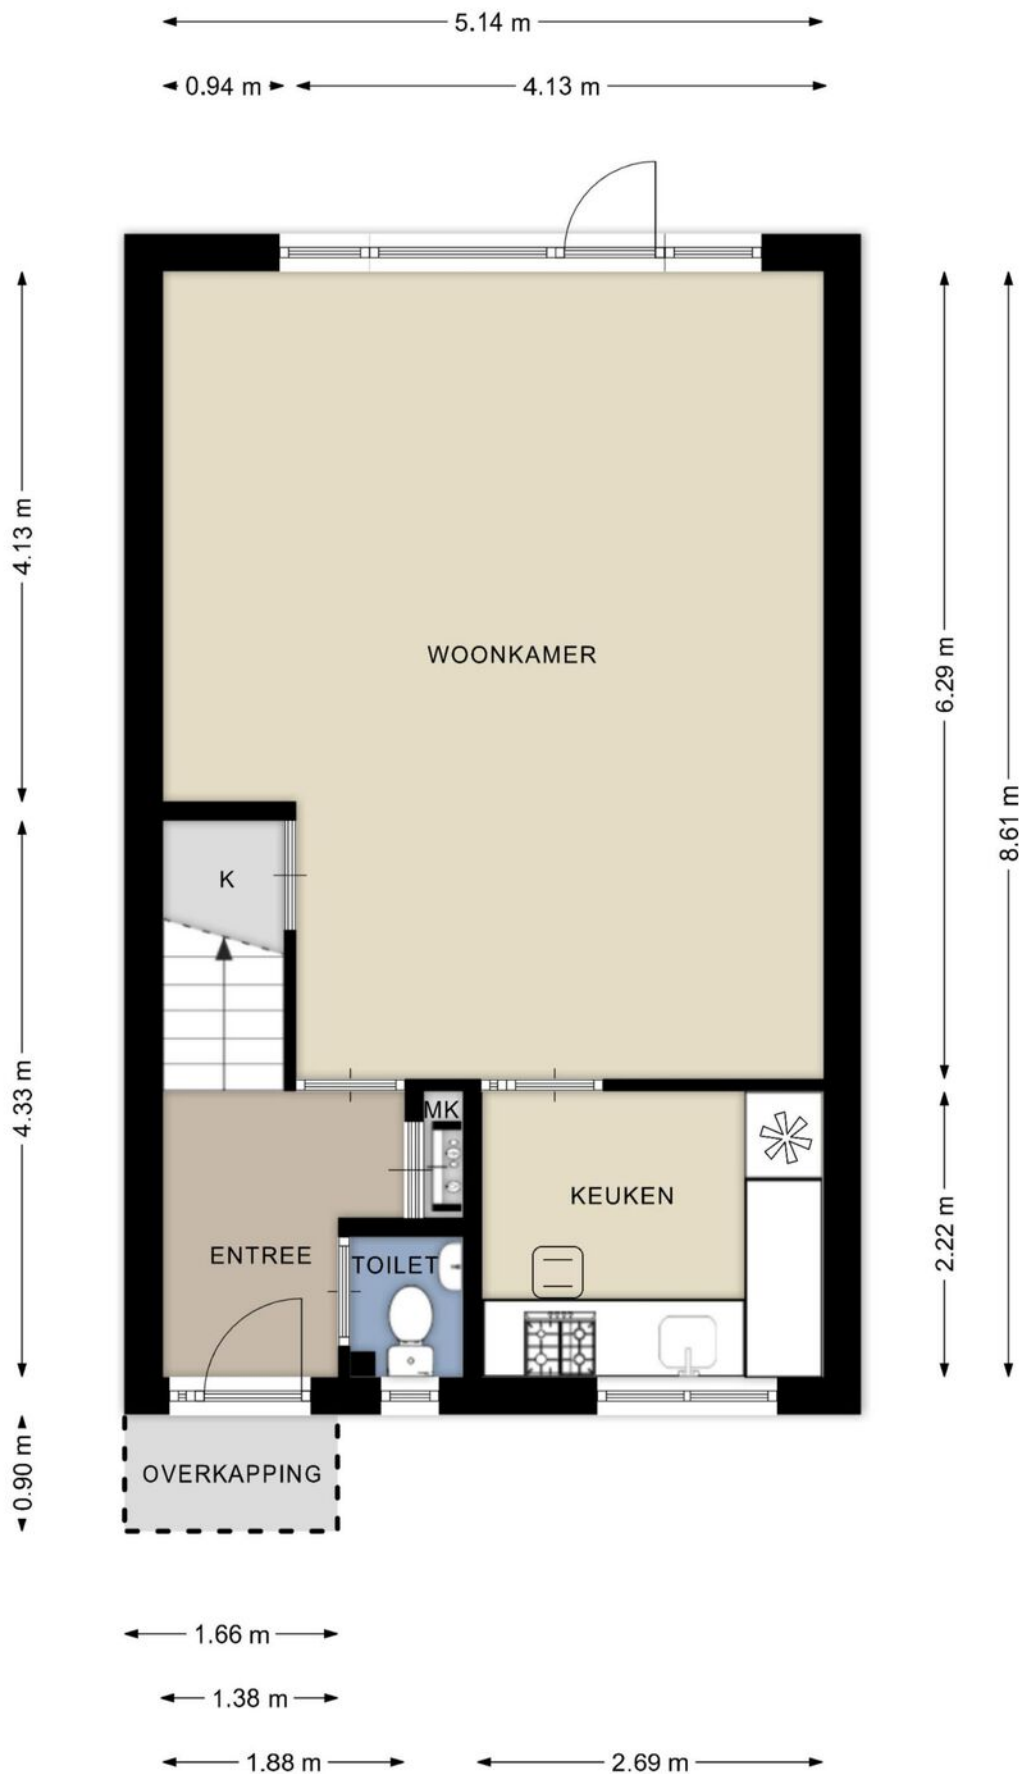 5.14 m
0.94 m
4.13 m
4.13 m
WOONKAMER
6.29 m
8.61 m
K
4.33 m
MK
KEUKEN
2.22 m
ENTREE
TOILET
0.90 m
OVERKAPPING
1.66 m
1.38 m
1.88 m
2.69 m